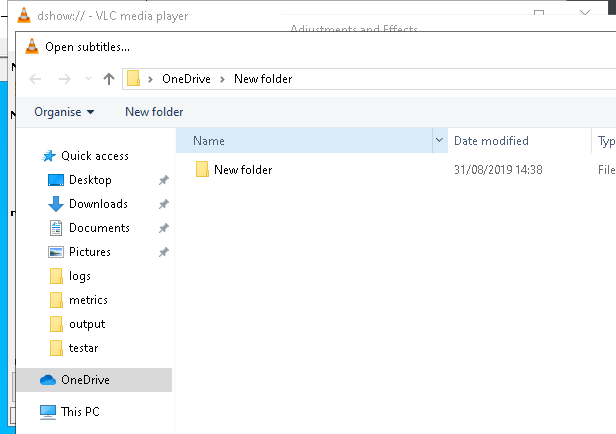 dshow:// - VLC media player
Adjustments and Effects
Open subtitles...
OneDrive > New folder
Organise New folder
Name Date modified Typ
Quick access
New folder 31/08/2019 14:38 File
Desktop
Downloads
Documents
Pictures
logs
metrics
output
testar
OneDrive
This PC